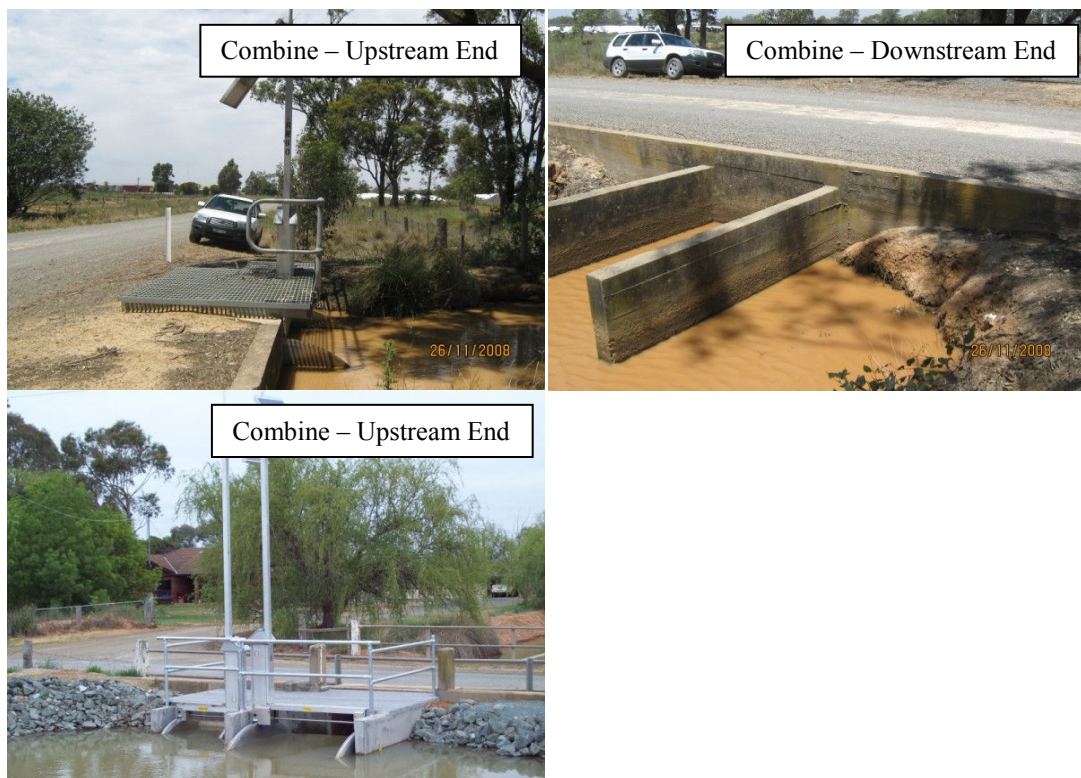 Combine – Upstream End
Combine – Downstream End
26/11/2008
26/11/2008
Combine – Upstream End